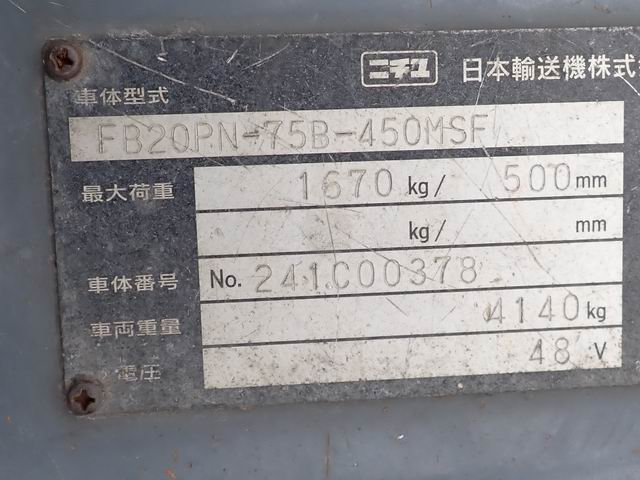 ニチユ 日本輸送機株式
車体型式
FB20PN-75B-450MSF
最大荷重 1670 kg/ 500 mm
kg/ mm
車体番号 No. 241C00378
車両重量 4140 kg
電圧 48 V